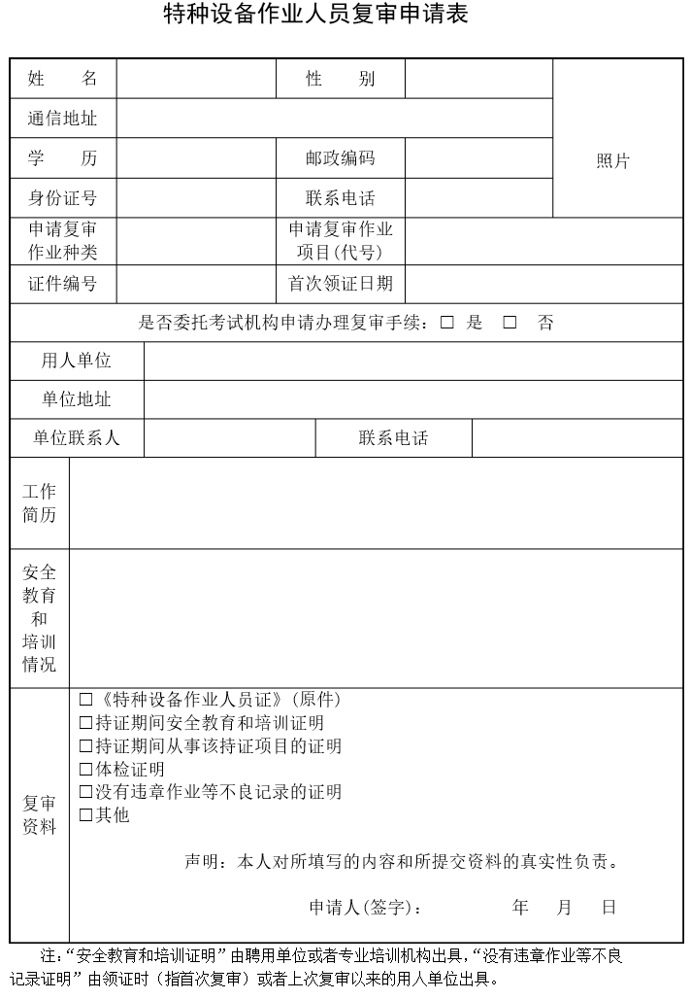 特种设备作业人员复审申请表
姓 名
性 别
照片
通信地址
学 历
邮政编码
身份证号
联系电话
申请复审
作业种类
申请复审作业
项目(代号)
证件编号
首次领证日期
是否委托考试机构申请办理复审手续：□ 是 □ 否
用人单位
单位地址
单位联系人
联系电话
工作
简历
安全
教育
和
培训
情况
复审
资料
□《特种设备作业人员证》(原件)
□持证期间安全教育和培训证明
□持证期间从事该持证项目的证明
□体检证明
□没有违章作业等不良记录的证明
□其他
声明：本人对所填写的内容和所提交资料的真实性负责。
申请人(签字)： 年 月 日
注：“安全教育和培训证明”由聘用单位或者专业培训机构出具，“没有违章作业等不良
记录证明”由领证时（指首次复审）或者上次复审以来的用人单位出具。